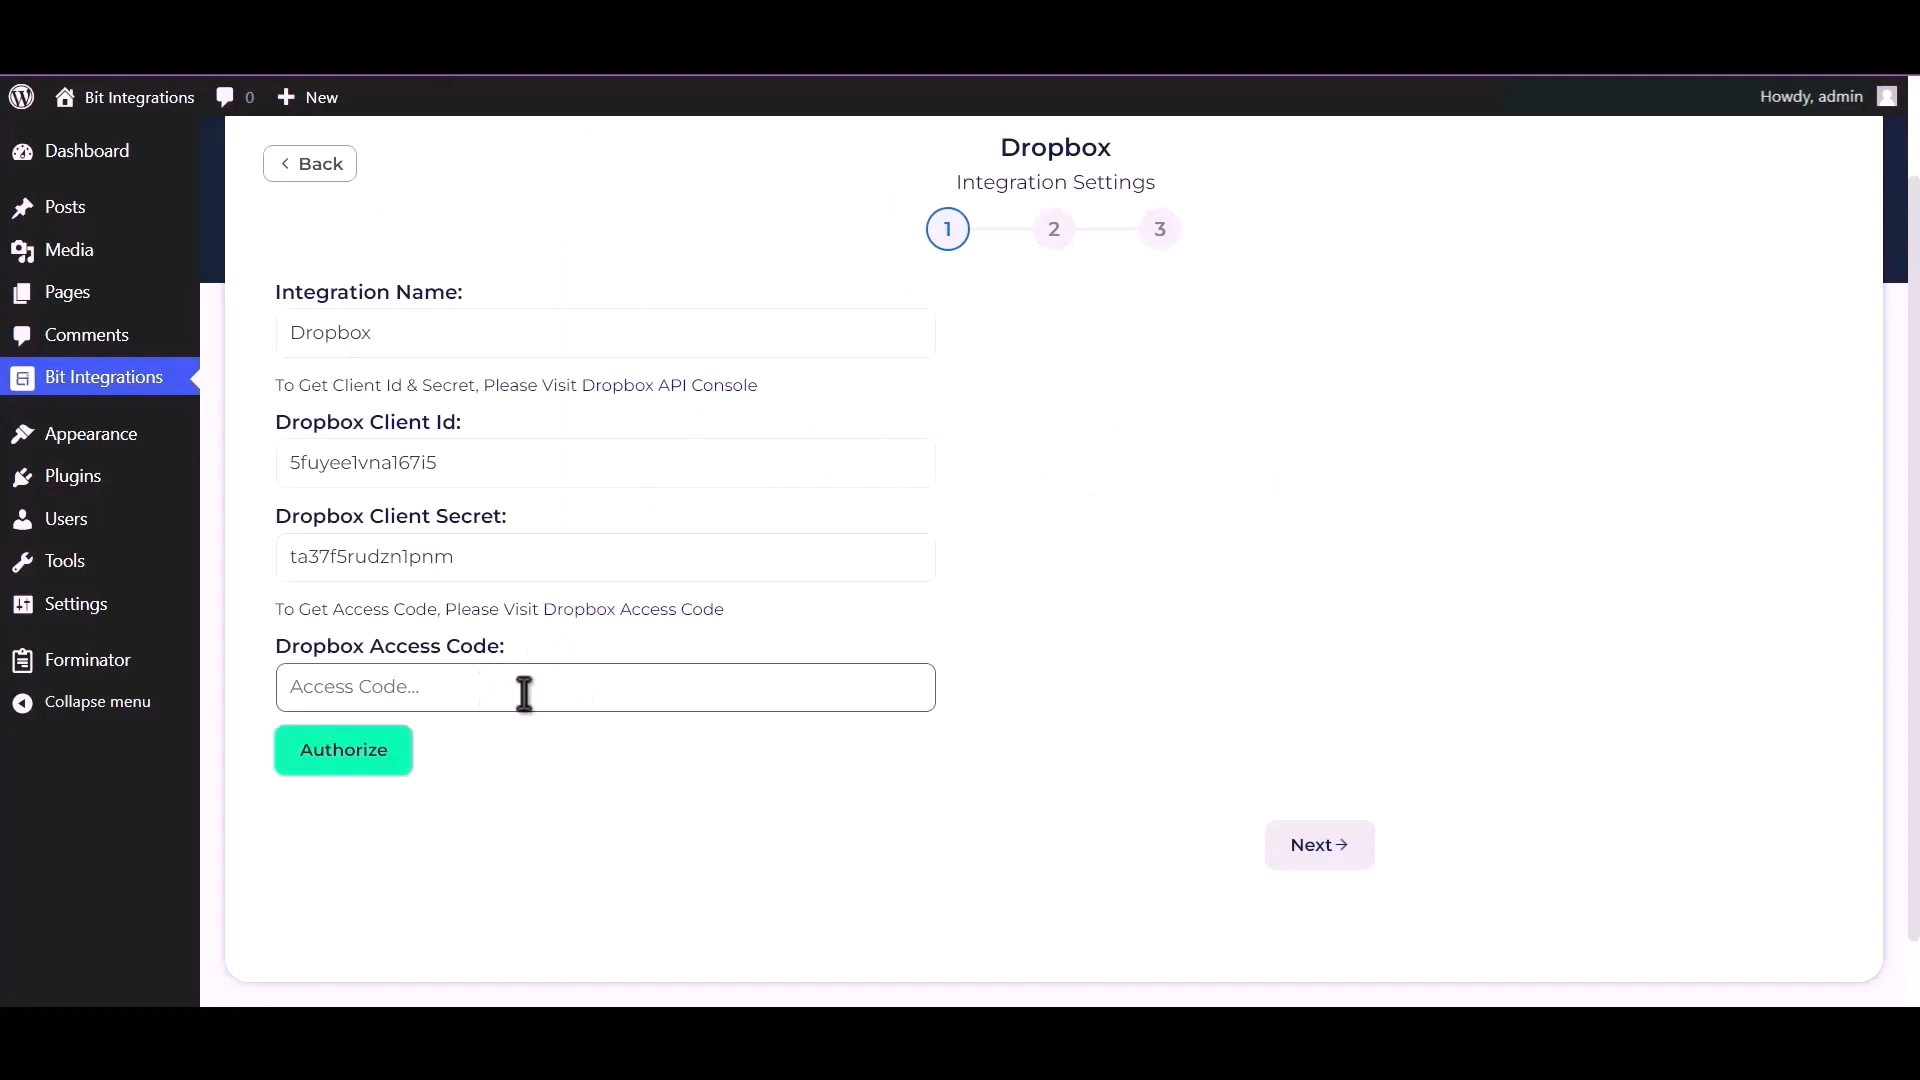 Bit Integrations
0
New
Howdy, admin
Dashboard
Posts
Media
Pages
Comments
Bit Integrations
Appearance
Plugins
Users
Tools
Settings
Forminator
Collapse menu
Back
Dropbox
Integration Settings
1 2 3
Integration Name:
Dropbox
To Get Client Id & Secret, Please Visit Dropbox API Console
Dropbox Client Id:
5fuyee1vna167i5
Dropbox Client Secret:
ta37f5rudzn1pnm
To Get Access Code, Please Visit Dropbox Access Code
Dropbox Access Code:
Access Code...
Authorize
Next